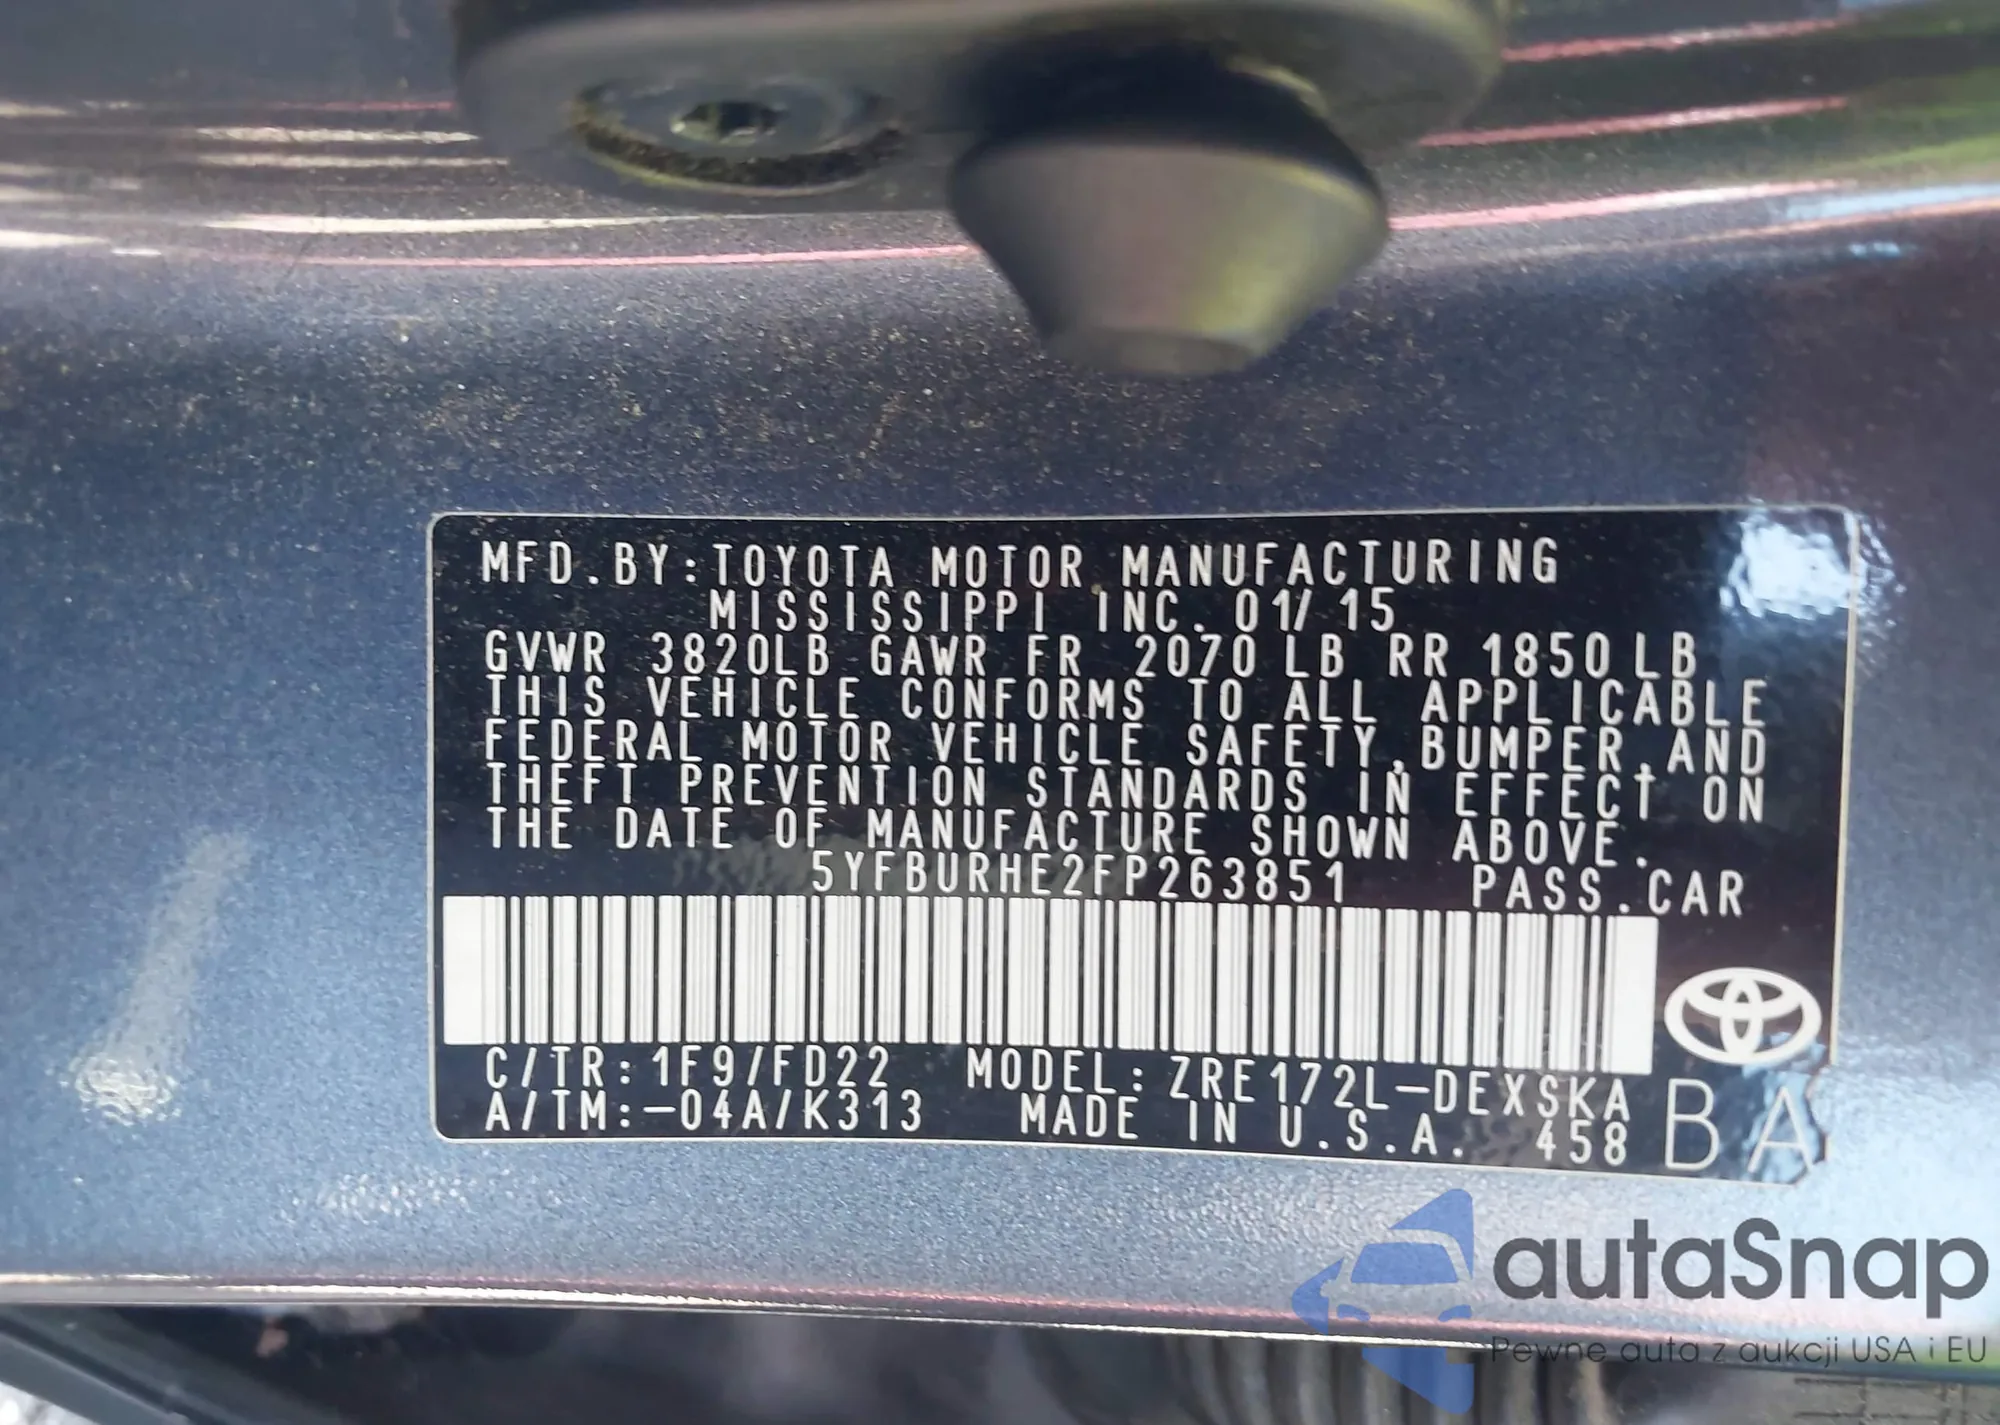 MFD.BY:TOYOTA MOTOR MANUFACTURING
MISSISSIPPI INC. 01/15
GVWR 3820LB GAWR FR 2070 LB RR 1850 LB
THIS VEHICLE CONFORMS TO ALL APPLICABLE
FEDERAL MOTOR VEHICLE SAFETY,BUMPER,AND
THEFT PREVENTION STANDARDS IN EFFECT ON
THE DATE OF MANUFACTURE SHOWN ABOVE.
5YFBURHE2FP263851 PASS.CAR
C/TR:1F9/FD22 MODEL:ZRE172L-DEXSKA
A/TM:-04A/K313 MADE IN U.S.A. 458
BA
autaSnap
Pewne auta z aukcji USA i EU